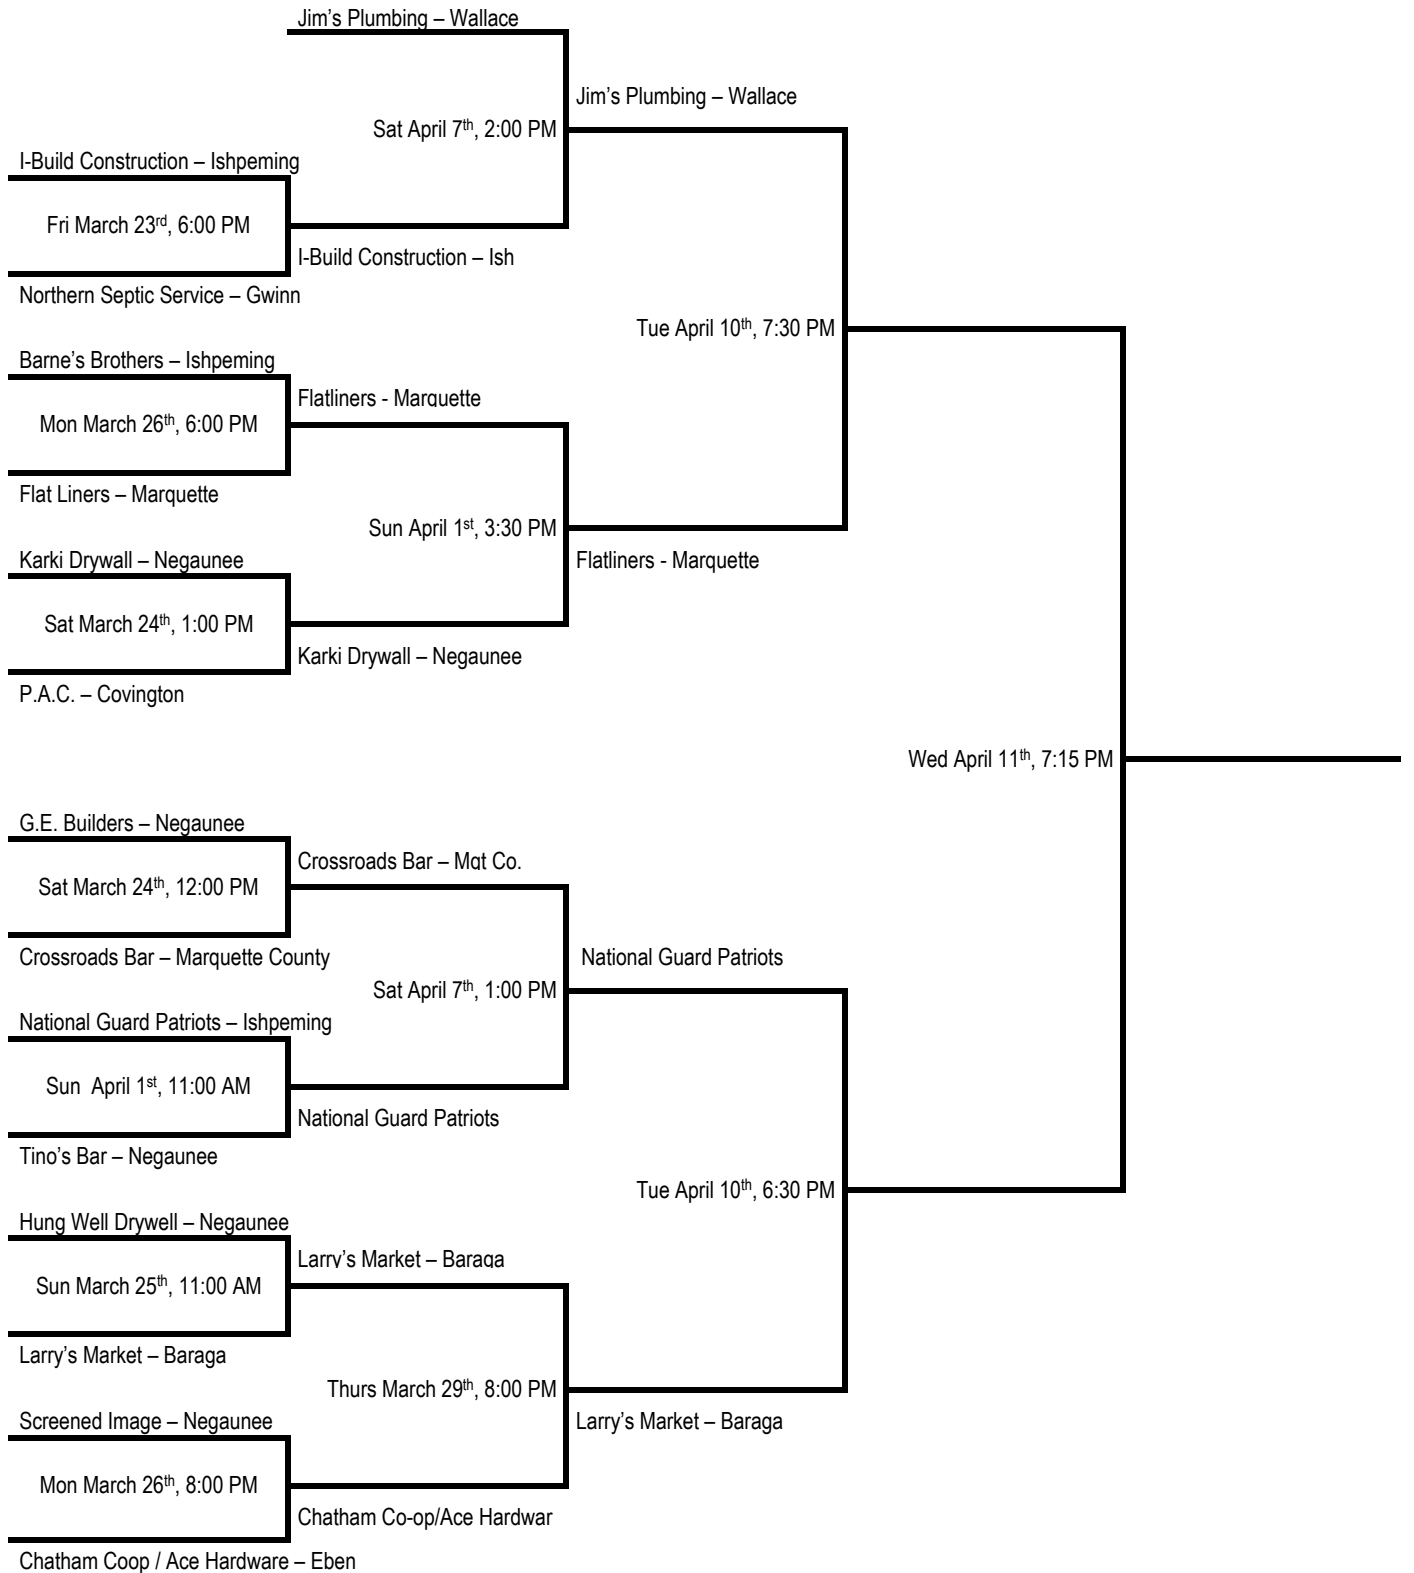 Jim’s Plumbing – Wallace
Jim’s Plumbing – Wallace
Sat April 7th, 2:00 PM
I-Build Construction – Ishpeming
Fri March 23rd, 6:00 PM
I-Build Construction – Ish
Northern Septic Service – Gwinn
Tue April 10th, 7:30 PM
Barne’s Brothers – Ishpeming
Flatliners - Marquette
Mon March 26th, 6:00 PM
Flat Liners – Marquette
Sun April 1st, 3:30 PM
Karki Drywall – Negaunee
Flatliners - Marquette
Sat March 24th, 1:00 PM
Karki Drywall – Negaunee
P.A.C. – Covington
Wed April 11th, 7:15 PM
G.E. Builders – Negaunee
Crossroads Bar – Mqt Co.
Sat March 24th, 12:00 PM
Crossroads Bar – Marquette County
National Guard Patriots
Sat April 7th, 1:00 PM
National Guard Patriots – Ishpeming
Sun  April 1st, 11:00 AM
National Guard Patriots
Tino’s Bar – Negaunee
Tue April 10th, 6:30 PM
Hung Well Drywell – Negaunee
Larry’s Market – Baraga
Sun March 25th, 11:00 AM
Larry’s Market – Baraga
Thurs March 29th, 8:00 PM
Screened Image – Negaunee
Larry’s Market – Baraga
Mon March 26th, 8:00 PM
Chatham Co-op/Ace Hardwar
Chatham Coop / Ace Hardware – Eben